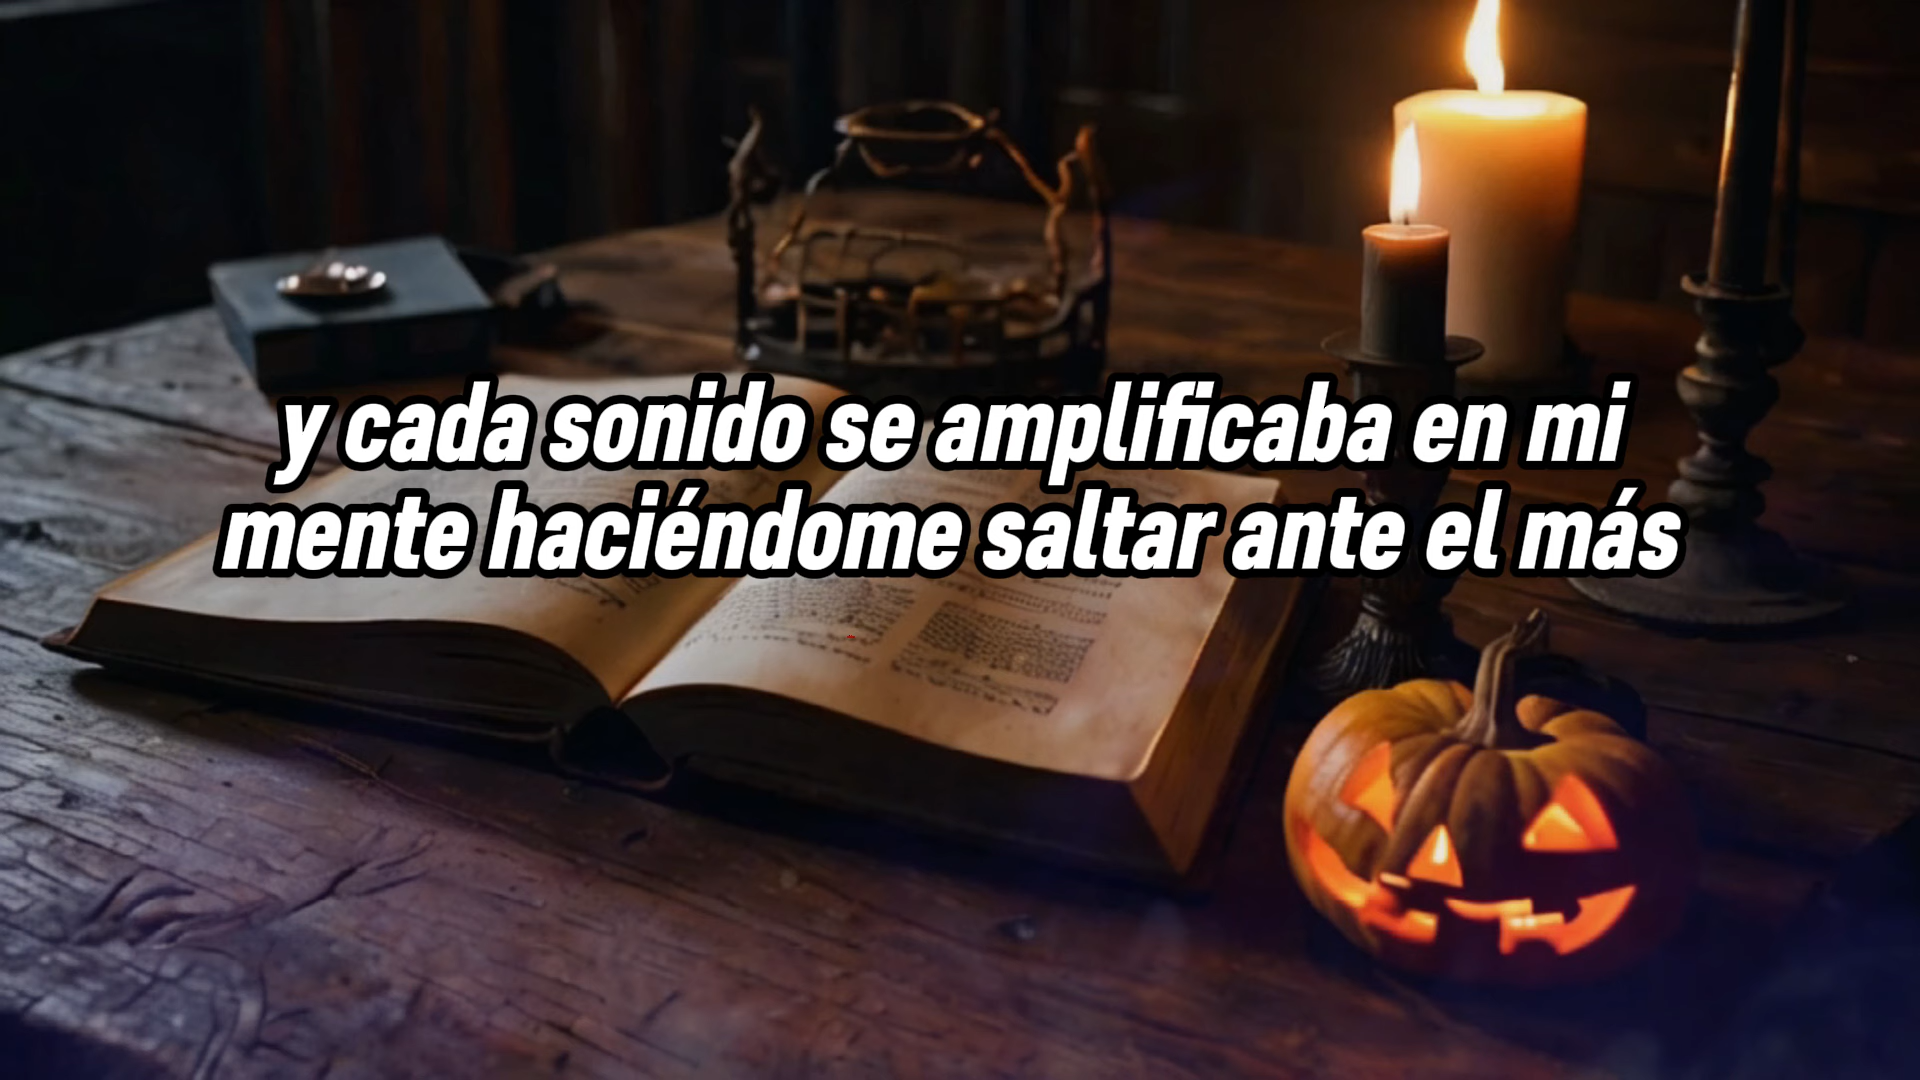 y cada sonido se amplificaba en mi
mente haciéndome saltar ante el más